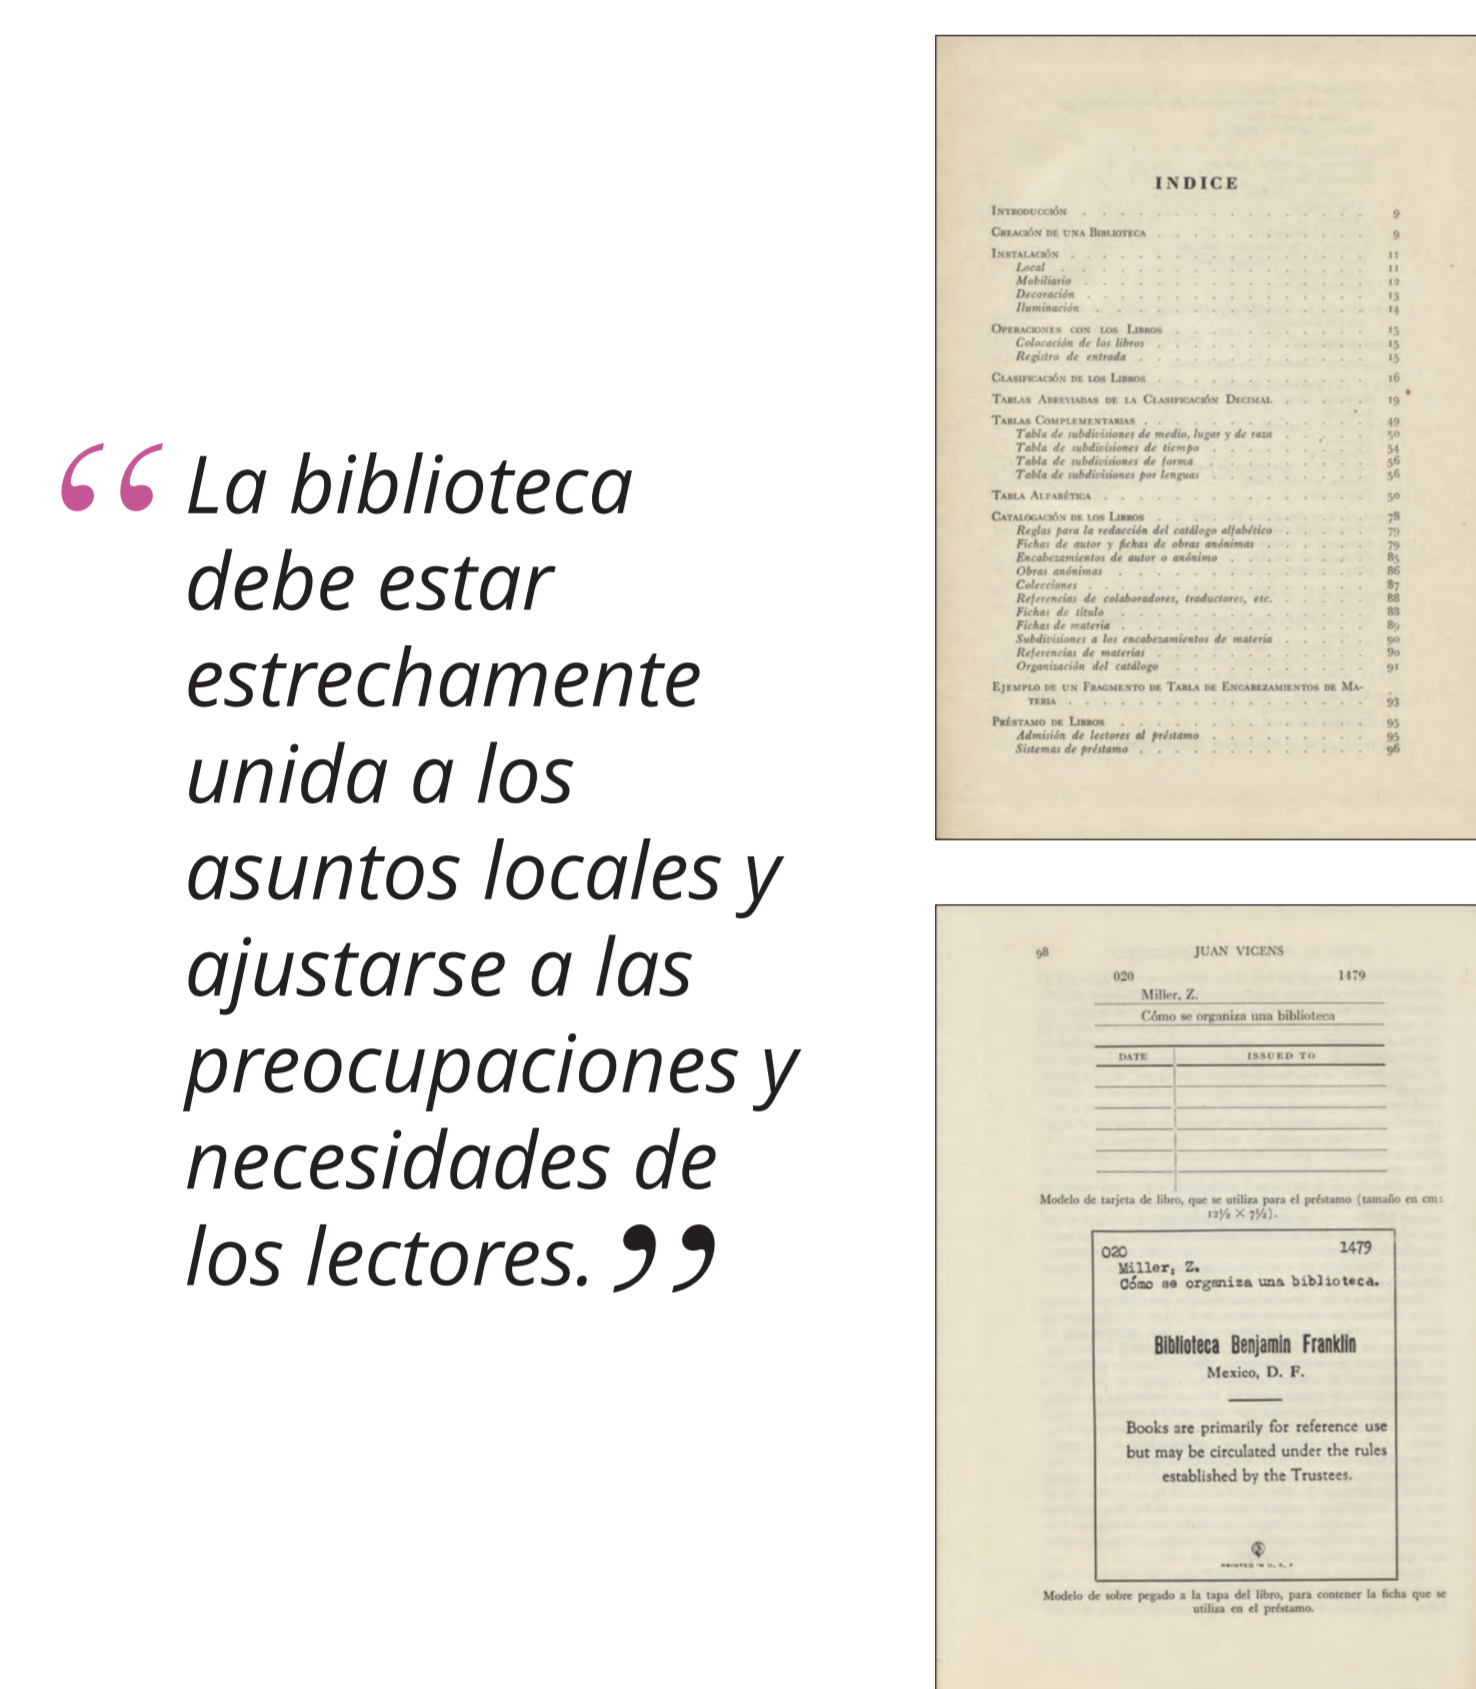 “La biblioteca
debe estar
estrechamente
unida a los
asuntos locales y
ajustarse a las
preocupaciones y
necesidades de
los lectores.”
INDICE
Introducción . . . . . . . . . . . . . . . . 9
Creación de una Biblioteca . . . . . . . . . . . . 9
Instalación . . . . . . . . . . . . . . . . 11
Local . . . . . . . . . . . . . . . . 11
Mobiliario . . . . . . . . . . . . . . . 12
Decoración . . . . . . . . . . . . . . . 13
Iluminación . . . . . . . . . . . . . . . 14
Operaciones con los Libros . . . . . . . . . . . 15
Colocación de los libros . . . . . . . . . . . . 15
Registro de entrada . . . . . . . . . . . . . 15
Clasificación de los Libros . . . . . . . . . . . . 16
Tablas Abreviadas de la Clasificación Decimal . . . . . 19
Tablas Complementarias . . . . . . . . . . . . 49
Tabla de subdivisiones de medio, lugar y de raza . . . . . 50
Tabla de subdivisiones de tiempo . . . . . . . . . 54
Tabla de subdivisiones de forma . . . . . . . . . 56
Tabla de subdivisiones por lenguas . . . . . . . . . 56
Tabla Alfabética . . . . . . . . . . . . . . 50
Catalogación de los Libros . . . . . . . . . . . . 78
Reglas para la redacción del catálogo alfabético . . . . . 79
Fichas de autor y fichas de obras anónimas . . . . . . 79
Encabezamientos de autor o anónimo . . . . . . . . 85
Obras anónimas . . . . . . . . . . . . . . 86
Colecciones . . . . . . . . . . . . . . . 87
Referencias de colaboradores, traductores, etc. . . . . . 88
Fichas de título . . . . . . . . . . . . . . 88
Fichas de materia . . . . . . . . . . . . . . 89
Subdivisiones a los encabezamientos de materia . . . . . 90
Referencias de materias . . . . . . . . . . . . 90
Organización del catálogo . . . . . . . . . . . 91
Ejemplo de un Fragmento de Tabla de Encabezamientos de Ma-
teria . . . . . . . . . . . . . . . . . 93
Préstamo de Libros . . . . . . . . . . . . . . 95
Admisión de lectores al préstamo . . . . . . . . . 95
Sistemas de préstamo . . . . . . . . . . . . . 96
98 JUAN VICENS
020 1479
Miller, Z.
Cómo se organiza una biblioteca
DATE ISSUED TO
Modelo de tarjeta de libro, que se utiliza para el préstamo (tamaño en cm:
12½ × 7½).
020 1479
Miller, Z.
Cómo se organiza una biblioteca.
Biblioteca Benjamin Franklin
Mexico, D. F.
Books are primarily for reference use
but may be circulated under the rules
established by the Trustees.
PRINTED IN U. S. A
Modelo de sobre pegado a la tapa del libro, para contener la ficha que se
utiliza en el préstamo.